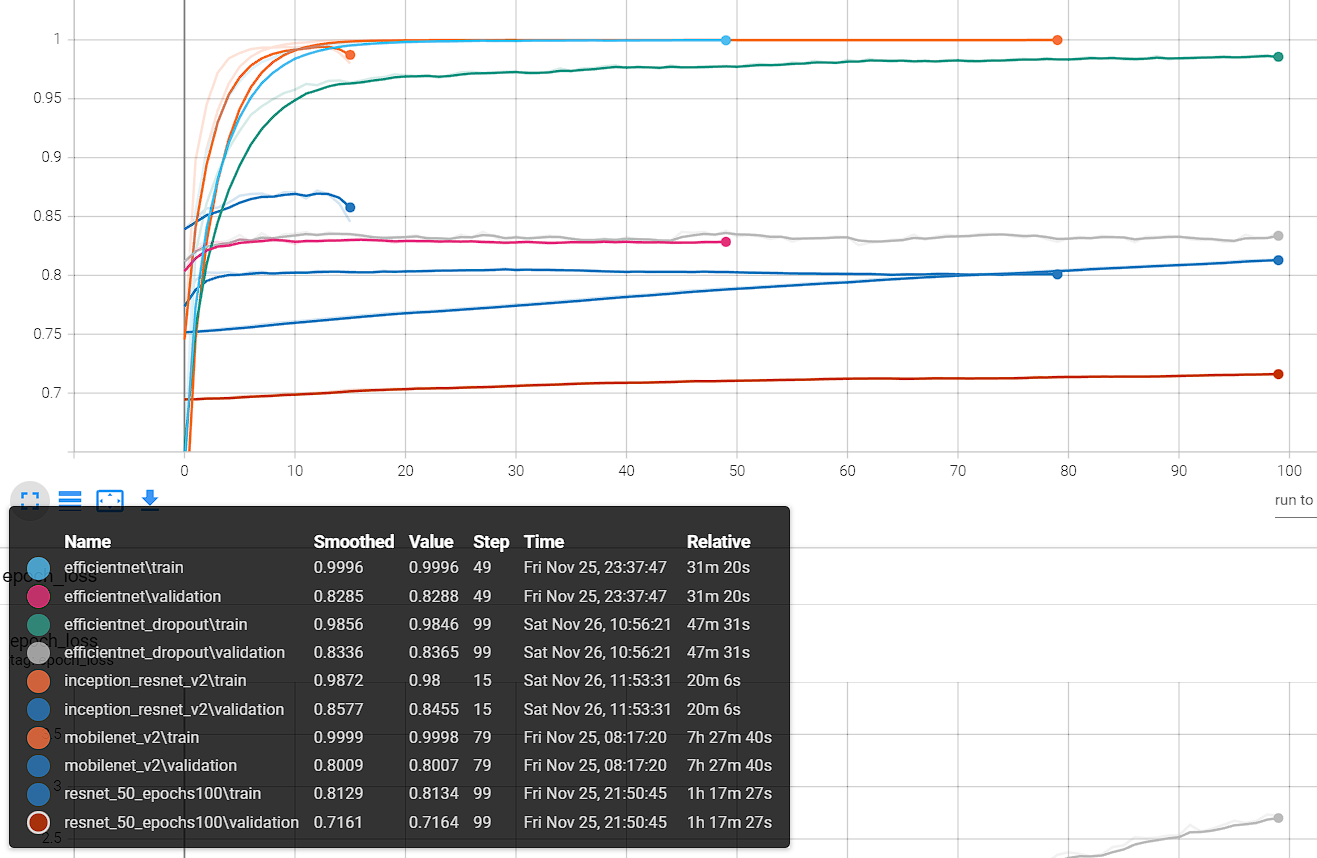 1
0.95
0.9
0.85
0.8
0.75
0.7
0 10 20 30 40 50 60 70 80 90 100
run to
epoch_loss
epoch_loss
tag: epoch_loss
Name Smoothed Value Step Time Relative
efficientnet\train 0.9996 0.9996 49 Fri Nov 25, 23:37:47 31m 20s
efficientnet\validation 0.8285 0.8288 49 Fri Nov 25, 23:37:47 31m 20s
efficientnet_dropout\train 0.9856 0.9846 99 Sat Nov 26, 10:56:21 47m 31s
efficientnet_dropout\validation 0.8336 0.8365 99 Sat Nov 26, 10:56:21 47m 31s
inception_resnet_v2\train 0.9872 0.98 15 Sat Nov 26, 11:53:31 20m 6s
inception_resnet_v2\validation 0.8577 0.8455 15 Sat Nov 26, 11:53:31 20m 6s
mobilenet_v2\train 0.9999 0.9998 79 Fri Nov 25, 08:17:20 7h 27m 40s
mobilenet_v2\validation 0.8009 0.8007 79 Fri Nov 25, 08:17:20 7h 27m 40s
resnet_50_epochs100\train 0.8129 0.8134 99 Fri Nov 25, 21:50:45 1h 17m 27s
resnet_50_epochs100\validation 0.7161 0.7164 99 Fri Nov 25, 21:50:45 1h 17m 27s
3
2.5